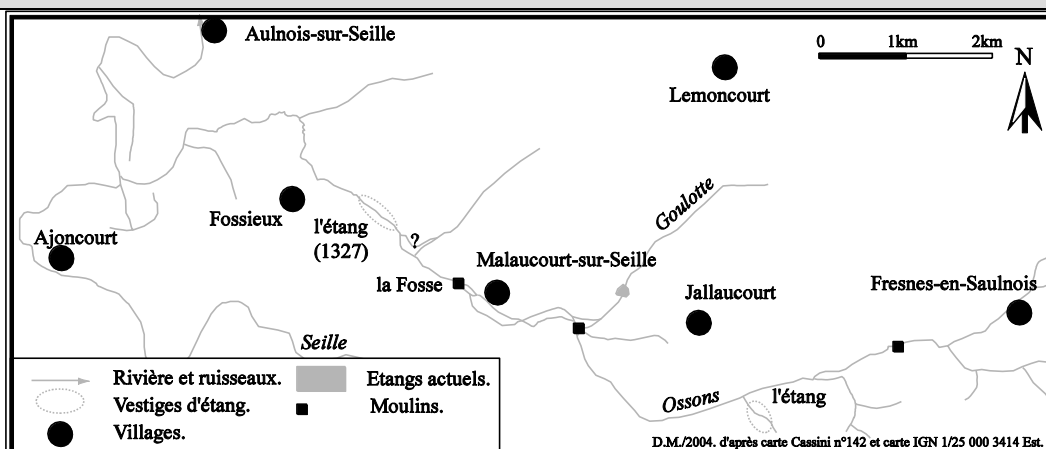 Aulnois-sur-Seille
0 1km 2km
N
Lemoncourt
Goulotte
Fossieux
l'étang
(1327)
?
Ajoncourt
Malaucourt-sur-Seille
la Fosse
Jallaucourt
Fresnes-en-Saulnois
Seille
Ossons
l'étang
Rivière et ruisseaux.
Etangs actuels.
Vestiges d'étang.
Moulins.
Villages.
D.M./2004. d'après carte Cassini n°142 et carte IGN 1/25 000 3414 Est.